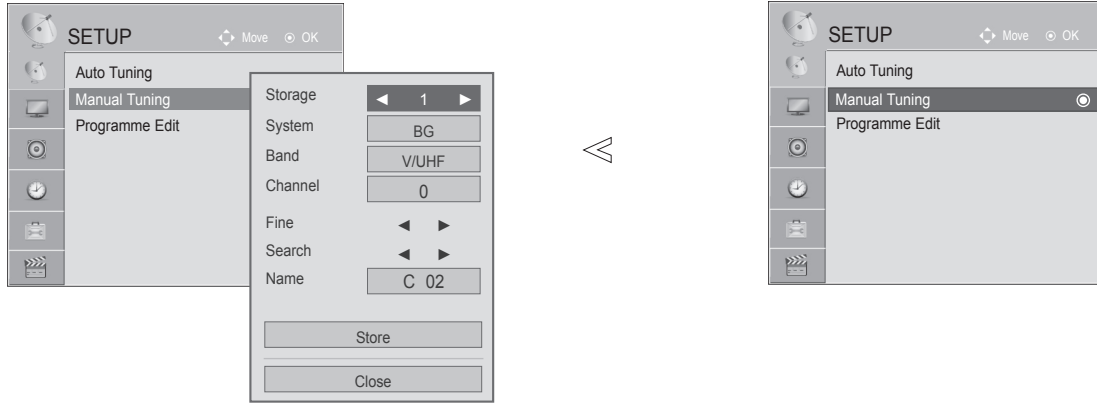 SETUP Move OK
Auto Tuning
Manual Tuning
Programme Edit
Storage ◄ 1 ►
System BG
Band V/UHF
Channel 0
Fine ◄ ►
Search ◄ ►
Name C 02
Store
Close
SETUP Move OK
Auto Tuning
Manual Tuning
Programme Edit